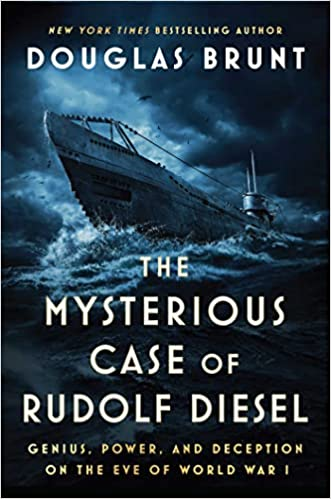 NEW YORK TIMES BESTSELLING AUTHOR
DOUGLAS BRUNT
THE
MYSTERIOUS
CASE OF
RUDOLF DIESEL
GENIUS, POWER, AND DECEPTION
ON THE EVE OF WORLD WAR I